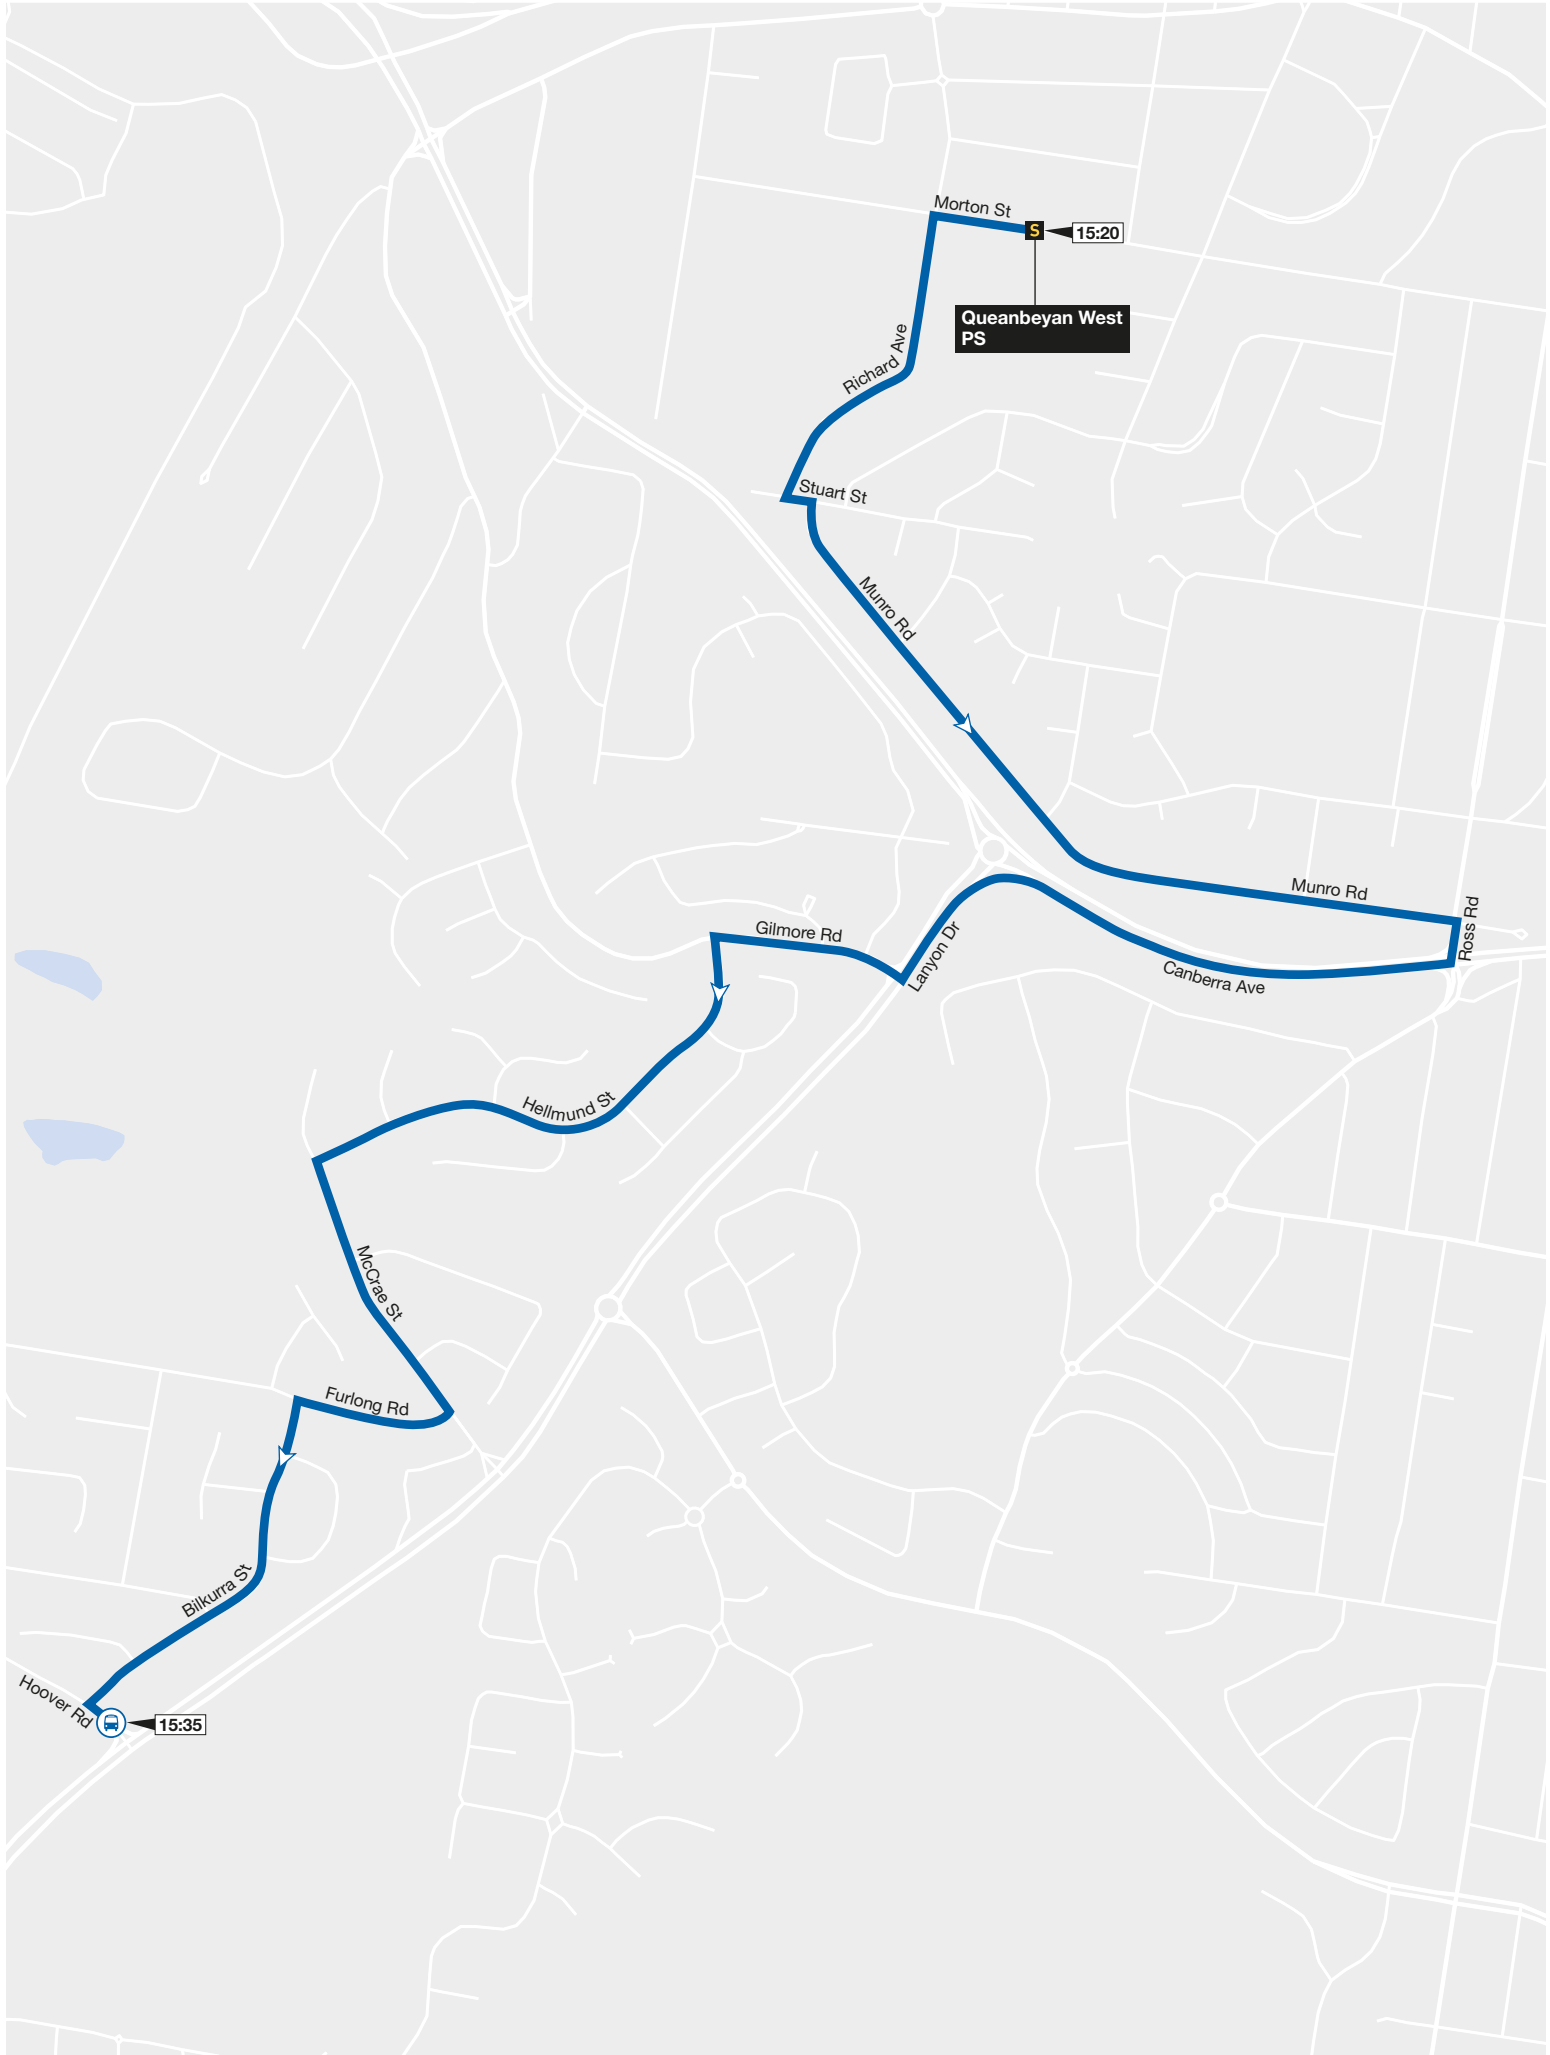 Morton St
S
15:20
Queanbeyan West
PS
Richard Ave
Stuart St
Munro Rd
Munro Rd
Ross Rd
Canberra Ave
Lanyon Dr
Gilmore Rd
Hellmund St
McCrae St
Furlong Rd
Bilkurra St
Hoover Rd
15:35